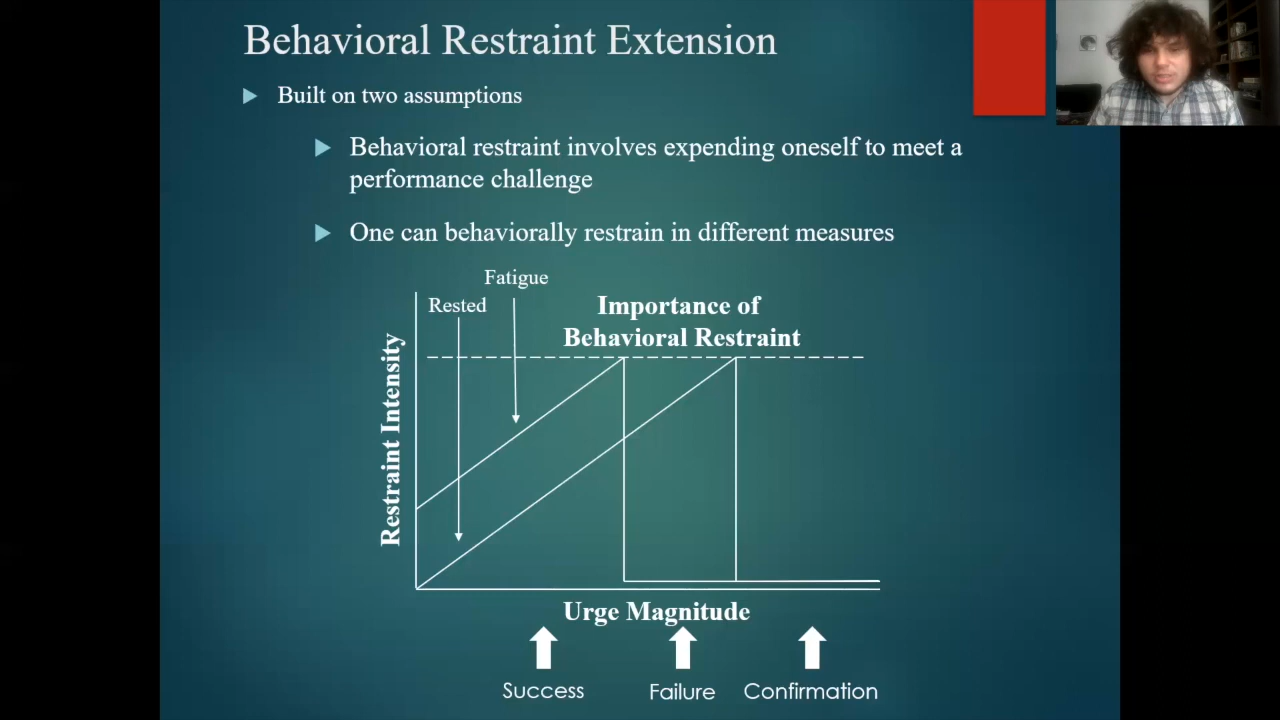 Behavioral Restraint Extension
Built on two assumptions
Behavioral restraint involves expending oneself to meet a
performance challenge
One can behaviorally restrain in different measures
Fatigue
Rested
Importance of
Behavioral Restraint
Restraint Intensity
Urge Magnitude
Success
Failure
Confirmation